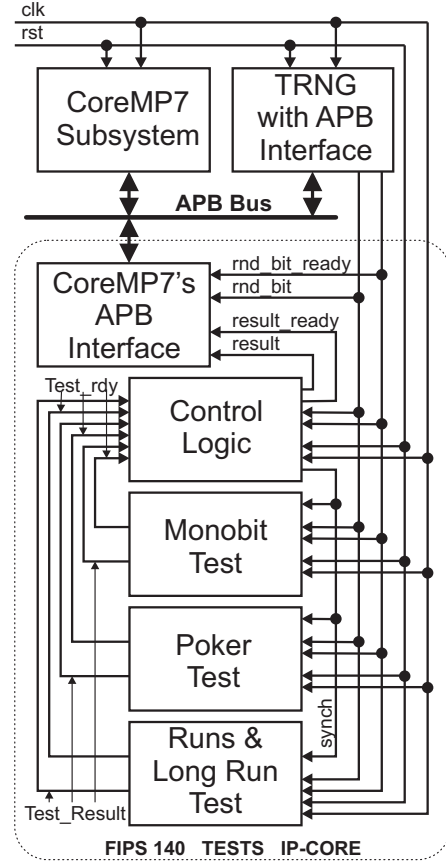 clk
rst
CoreMP7
Subsystem
TRNG
with APB
Interface
APB Bus
CoreMP7's
APB
Interface
rnd_bit_ready
rnd_bit
result_ready
result
Test_rdy
Control
Logic
Monobit
Test
Poker
Test
synch
Runs &
Long Run
Test
Test_Result
FIPS 140 TESTS IP-CORE